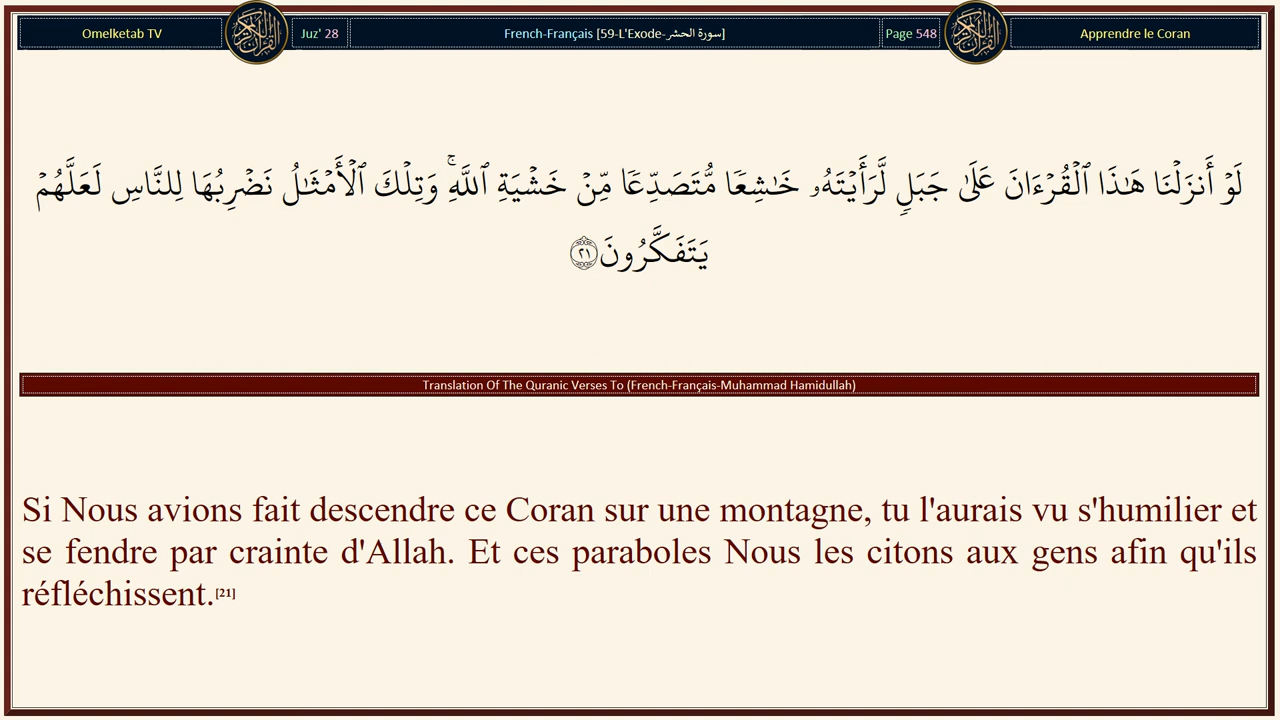 Omelketab TV
Juz' 28
French-Français [59-L'Exode-سورة الحشر]
Page 548
Apprendre le Coran
لَوۡ أَنزَلۡنَا هَٰذَا ٱلۡقُرۡءَانَ عَلَىٰ جَبَلٖ لَّرَأَيۡتَهُۥ خَٰشِعٗا مُّتَصَدِّعٗا مِّنۡ خَشۡيَةِ ٱللَّهِۚ وَتِلۡكَ ٱلۡأَمۡثَٰلُ نَضۡرِبُهَا لِلنَّاسِ لَعَلَّهُمۡ
يَتَفَكَّرُونَ ٢١
Translation Of The Quranic Verses To (French-Français-Muhammad Hamidullah)
Si Nous avions fait descendre ce Coran sur une montagne, tu l'aurais vu s'humilier et
se fendre par crainte d'Allah. Et ces paraboles Nous les citons aux gens afin qu'ils
réfléchissent.[21]